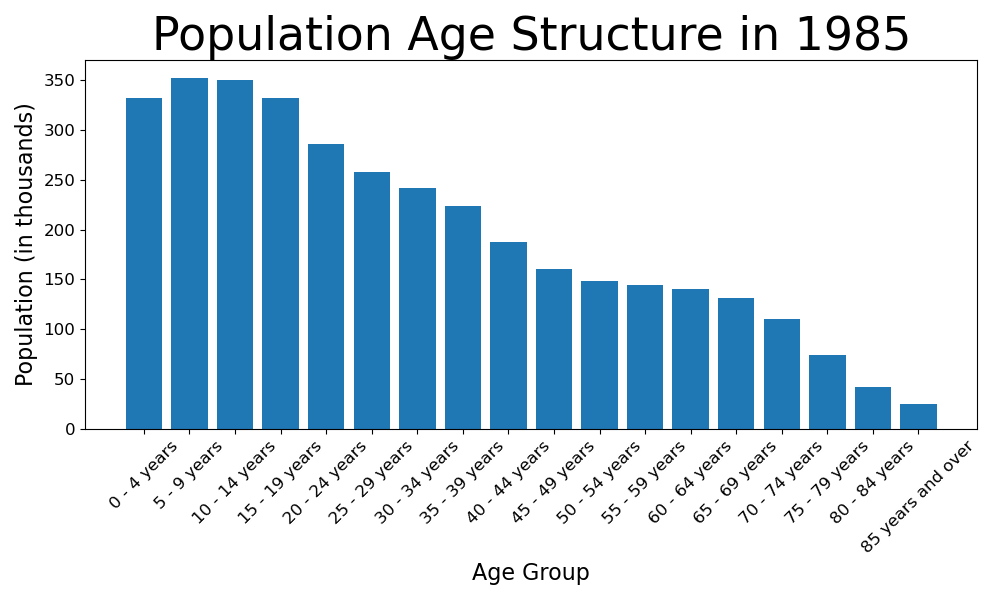 Population Age Structure in 1985
Population (in thousands)
350
300
250
200
150
100
50
0
0 - 4 years
5 - 9 years
10 - 14 years
15 - 19 years
20 - 24 years
25 - 29 years
30 - 34 years
35 - 39 years
40 - 44 years
45 - 49 years
50 - 54 years
55 - 59 years
60 - 64 years
65 - 69 years
70 - 74 years
75 - 79 years
80 - 84 years
85 years and over
Age Group